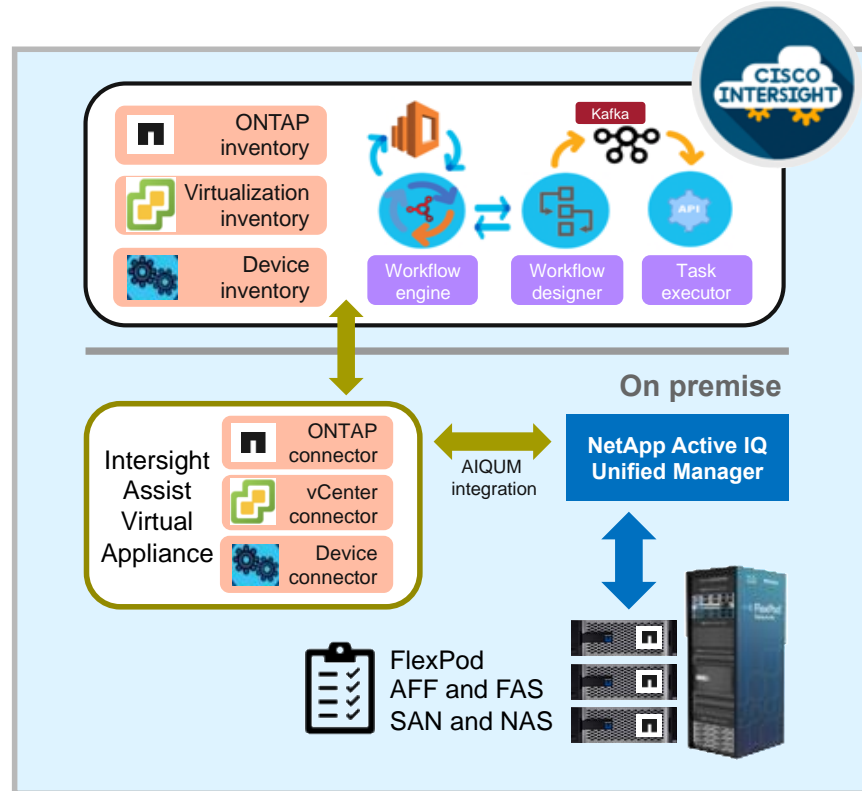 CISCO
INTERSIGHT
ONTAP
inventory
Virtualization
inventory
Device
inventory
Kafka
API
Workflow
engine
Workflow
designer
Task
executor
On premise
Intersight
Assist
Virtual
Appliance
ONTAP
connector
vCenter
connector
Device
connector
AIQUM
integration
NetApp Active IQ
Unified Manager
FlexPod
AFF and FAS
SAN and NAS
FlexPod